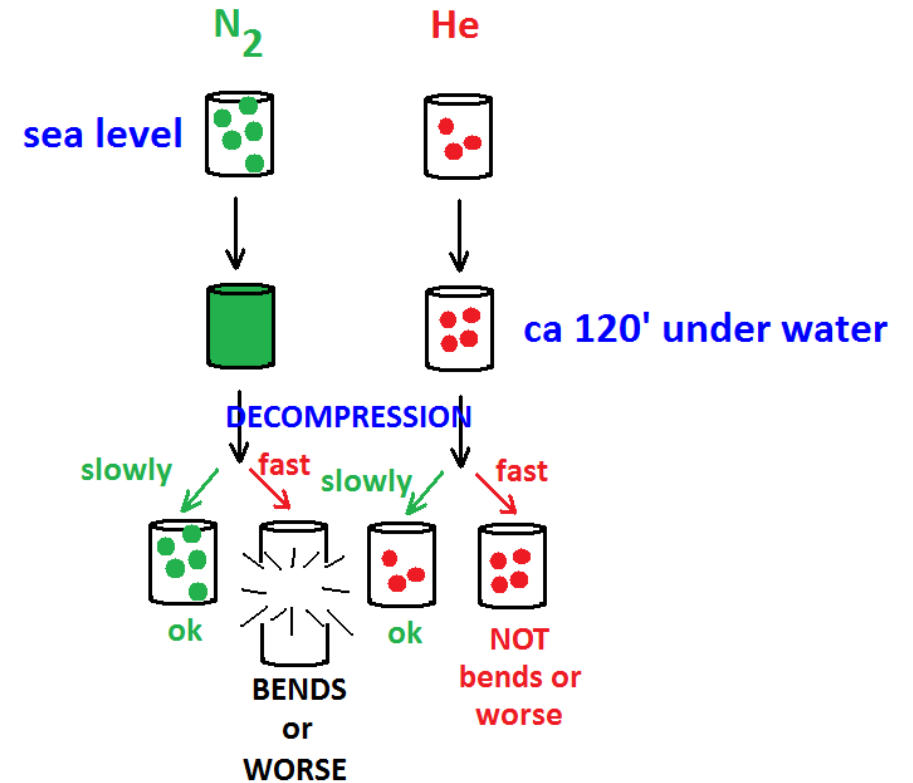 N2
He
sea level
ca 120' under water
DECOMPRESSION
slowly
fast
slowly
fast
ok
BENDS
or
WORSE
ok
NOT
bends or
worse